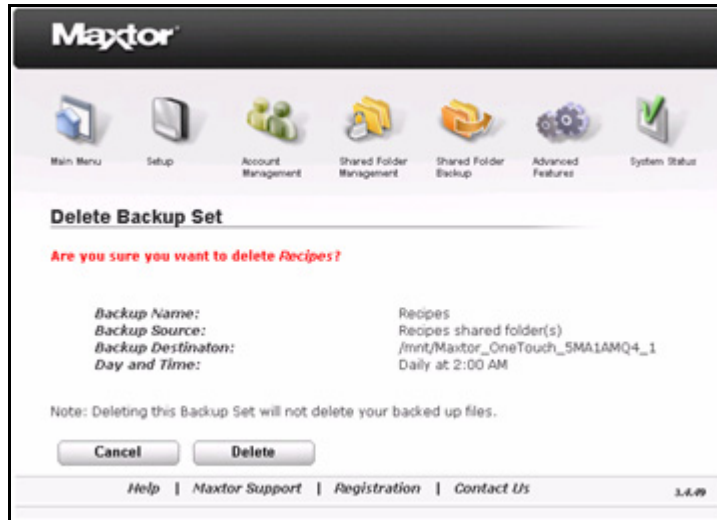 Maxtor
Main Menu
Setup
Account Management
Shared Folder Management
Shared Folder Backup
Advanced Features
System Status
Delete Backup Set
Are you sure you want to delete Recipes?
Backup Name: Recipes
Backup Source: Recipes shared folder(s)
Backup Destinaton: /mnt/Maxtor_OneTouch_5MA1AMQ4_1
Day and Time: Daily at 2:00 AM
Note: Deleting this Backup Set will not delete your backed up files.
Cancel Delete
Help | Maxtor Support | Registration | Contact Us